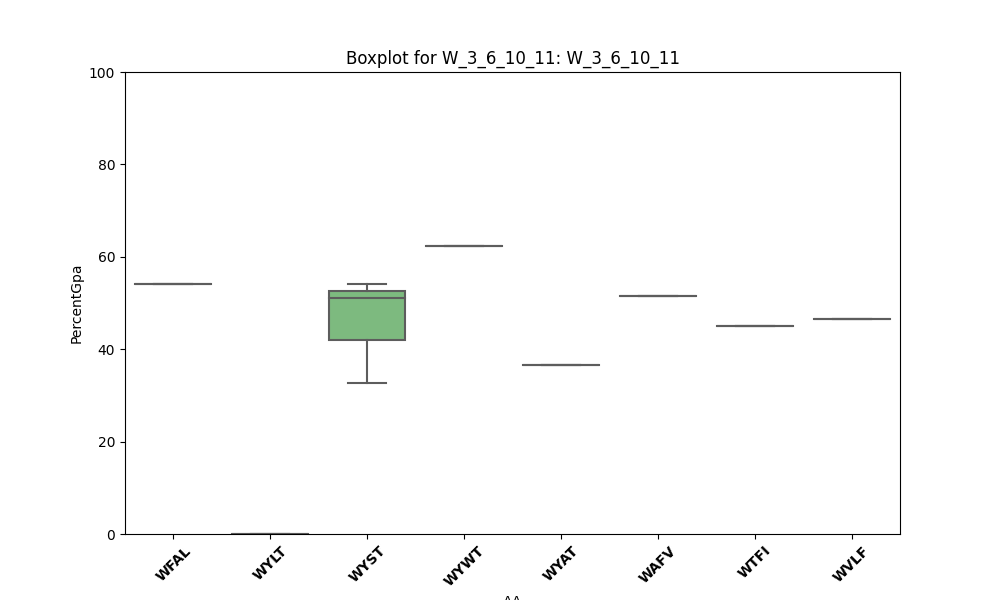 Boxplot for W_3_6_10_11: W_3_6_10_11
PercentGpa
100
80
60
40
20
0
WFAL
WYLT
WYST
WYWT
WYAT
WAFV
WTFI
WVLF
AA